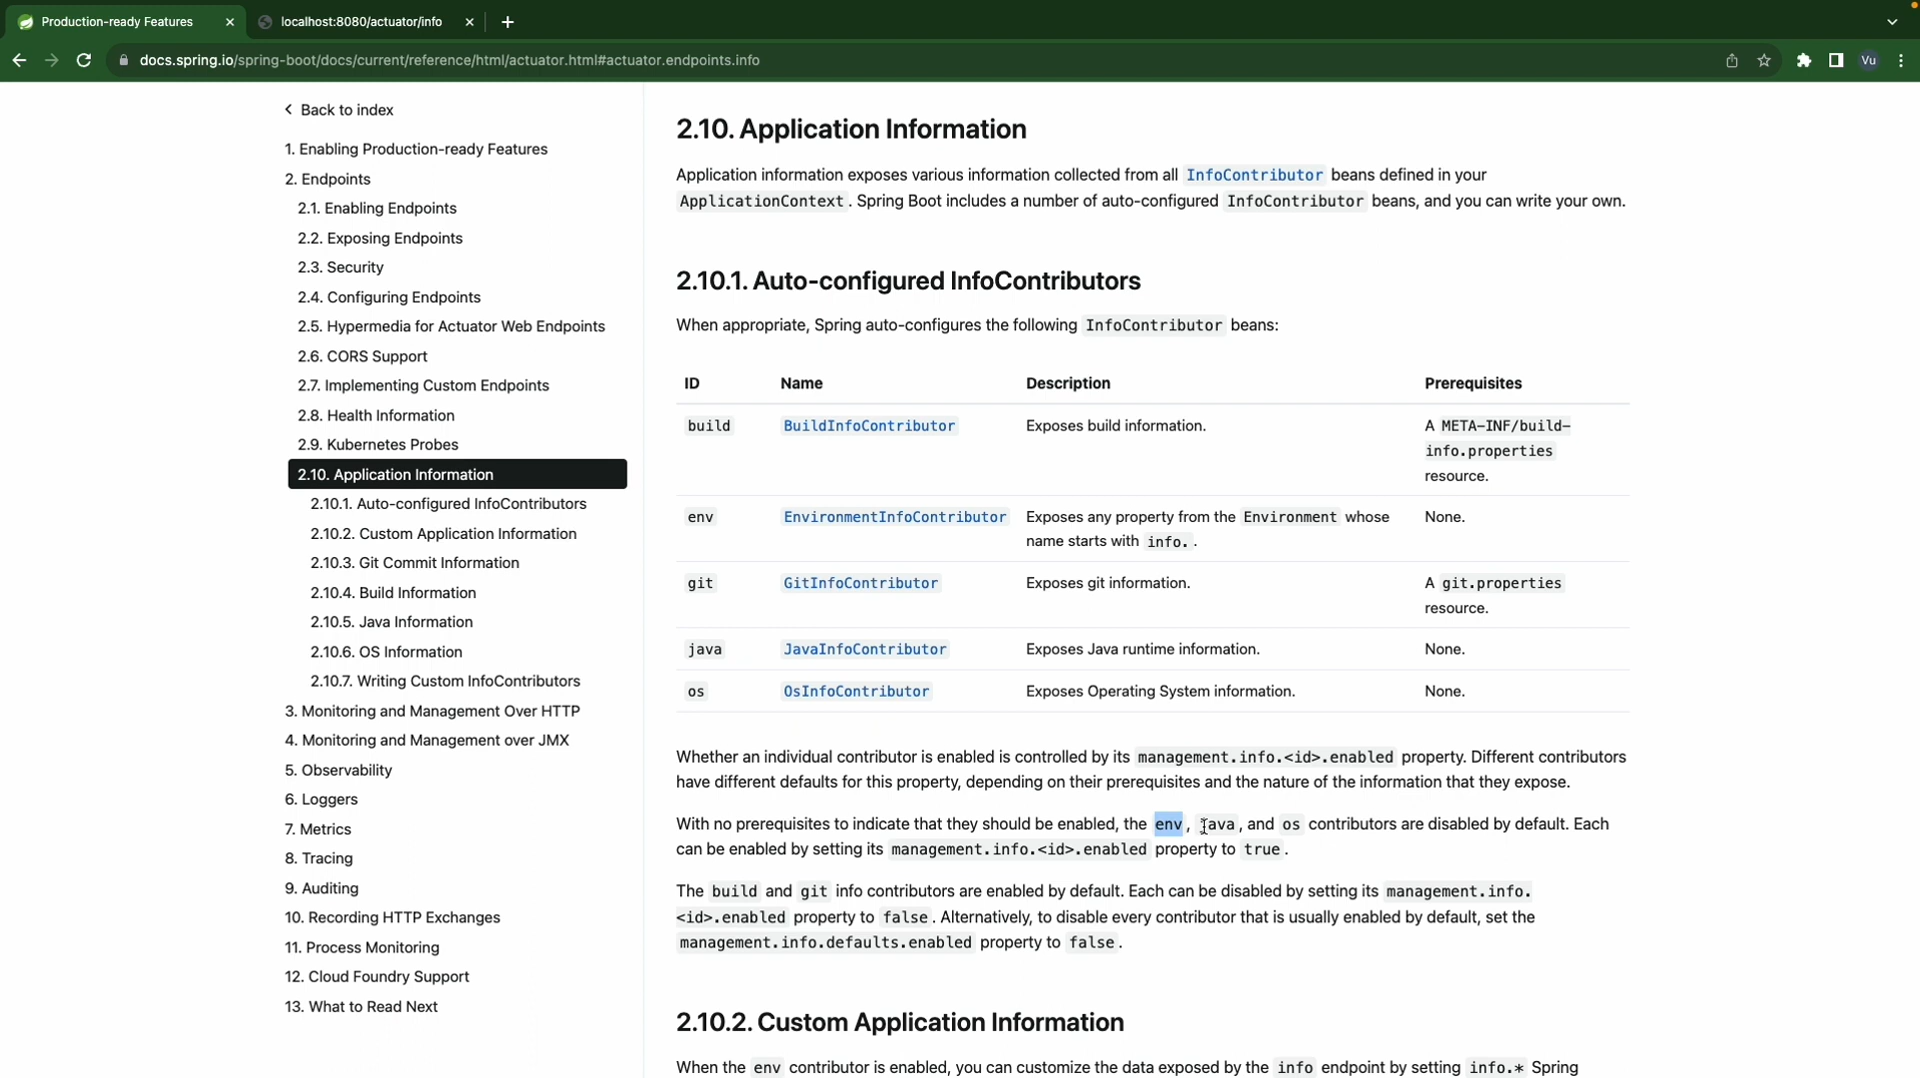 Production-ready Features
localhost:8080/actuator/info
docs.spring.io/spring-boot/docs/current/reference/html/actuator.html#actuator.endpoints.info
Vu
Back to index
1. Enabling Production-ready Features
2. Endpoints
2.1. Enabling Endpoints
2.2. Exposing Endpoints
2.3. Security
2.4. Configuring Endpoints
2.5. Hypermedia for Actuator Web Endpoints
2.6. CORS Support
2.7. Implementing Custom Endpoints
2.8. Health Information
2.9. Kubernetes Probes
2.10. Application Information
2.10.1. Auto-configured InfoContributors
2.10.2. Custom Application Information
2.10.3. Git Commit Information
2.10.4. Build Information
2.10.5. Java Information
2.10.6. OS Information
2.10.7. Writing Custom InfoContributors
3. Monitoring and Management Over HTTP
4. Monitoring and Management over JMX
5. Observability
6. Loggers
7. Metrics
8. Tracing
9. Auditing
10. Recording HTTP Exchanges
11. Process Monitoring
12. Cloud Foundry Support
13. What to Read Next
2.10. Application Information
Application information exposes various information collected from all InfoContributor beans defined in your
ApplicationContext. Spring Boot includes a number of auto-configured InfoContributor beans, and you can write your own.
2.10.1. Auto-configured InfoContributors
When appropriate, Spring auto-configures the following InfoContributor beans:
ID Name Description Prerequisites
build BuildInfoContributor Exposes build information. A META-INF/build-
info.properties
resource.
env EnvironmentInfoContributor Exposes any property from the Environment whose None.
name starts with info. .
git GitInfoContributor Exposes git information. A git.properties
resource.
java JavaInfoContributor Exposes Java runtime information. None.
os OsInfoContributor Exposes Operating System information. None.
Whether an individual contributor is enabled is controlled by its management.info.<id>.enabled property. Different contributors
have different defaults for this property, depending on their prerequisites and the nature of the information that they expose.
With no prerequisites to indicate that they should be enabled, the env, java, and os contributors are disabled by default. Each
can be enabled by setting its management.info.<id>.enabled property to true.
The build and git info contributors are enabled by default. Each can be disabled by setting its management.info.
<id>.enabled property to false. Alternatively, to disable every contributor that is usually enabled by default, set the
management.info.defaults.enabled property to false.
2.10.2. Custom Application Information
When the env contributor is enabled, you can customize the data exposed by the info endpoint by setting info.* Spring